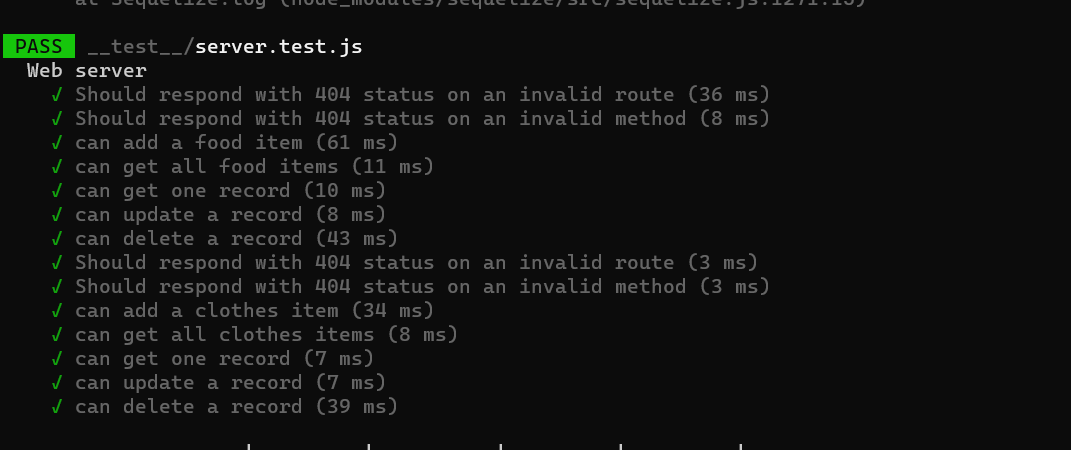 at Sequelize.log (node_modules/sequelize/src/sequelize.js:1271:15)
PASS __test__/server.test.js
Web server
√ Should respond with 404 status on an invalid route (36 ms)
√ Should respond with 404 status on an invalid method (8 ms)
√ can add a food item (61 ms)
√ can get all food items (11 ms)
√ can get one record (10 ms)
√ can update a record (8 ms)
√ can delete a record (43 ms)
√ Should respond with 404 status on an invalid route (3 ms)
√ Should respond with 404 status on an invalid method (3 ms)
√ can add a clothes item (34 ms)
√ can get all clothes items (8 ms)
√ can get one record (7 ms)
√ can update a record (7 ms)
√ can delete a record (39 ms)